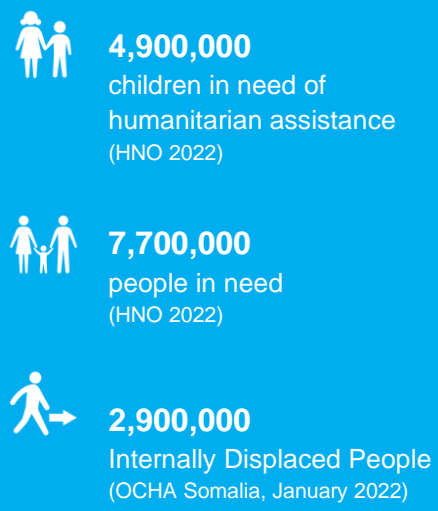 4,900,000
children in need of
humanitarian assistance
(HNO 2022)
7,700,000
people in need
(HNO 2022)
2,900,000
Internally Displaced People
(OCHA Somalia, January 2022)